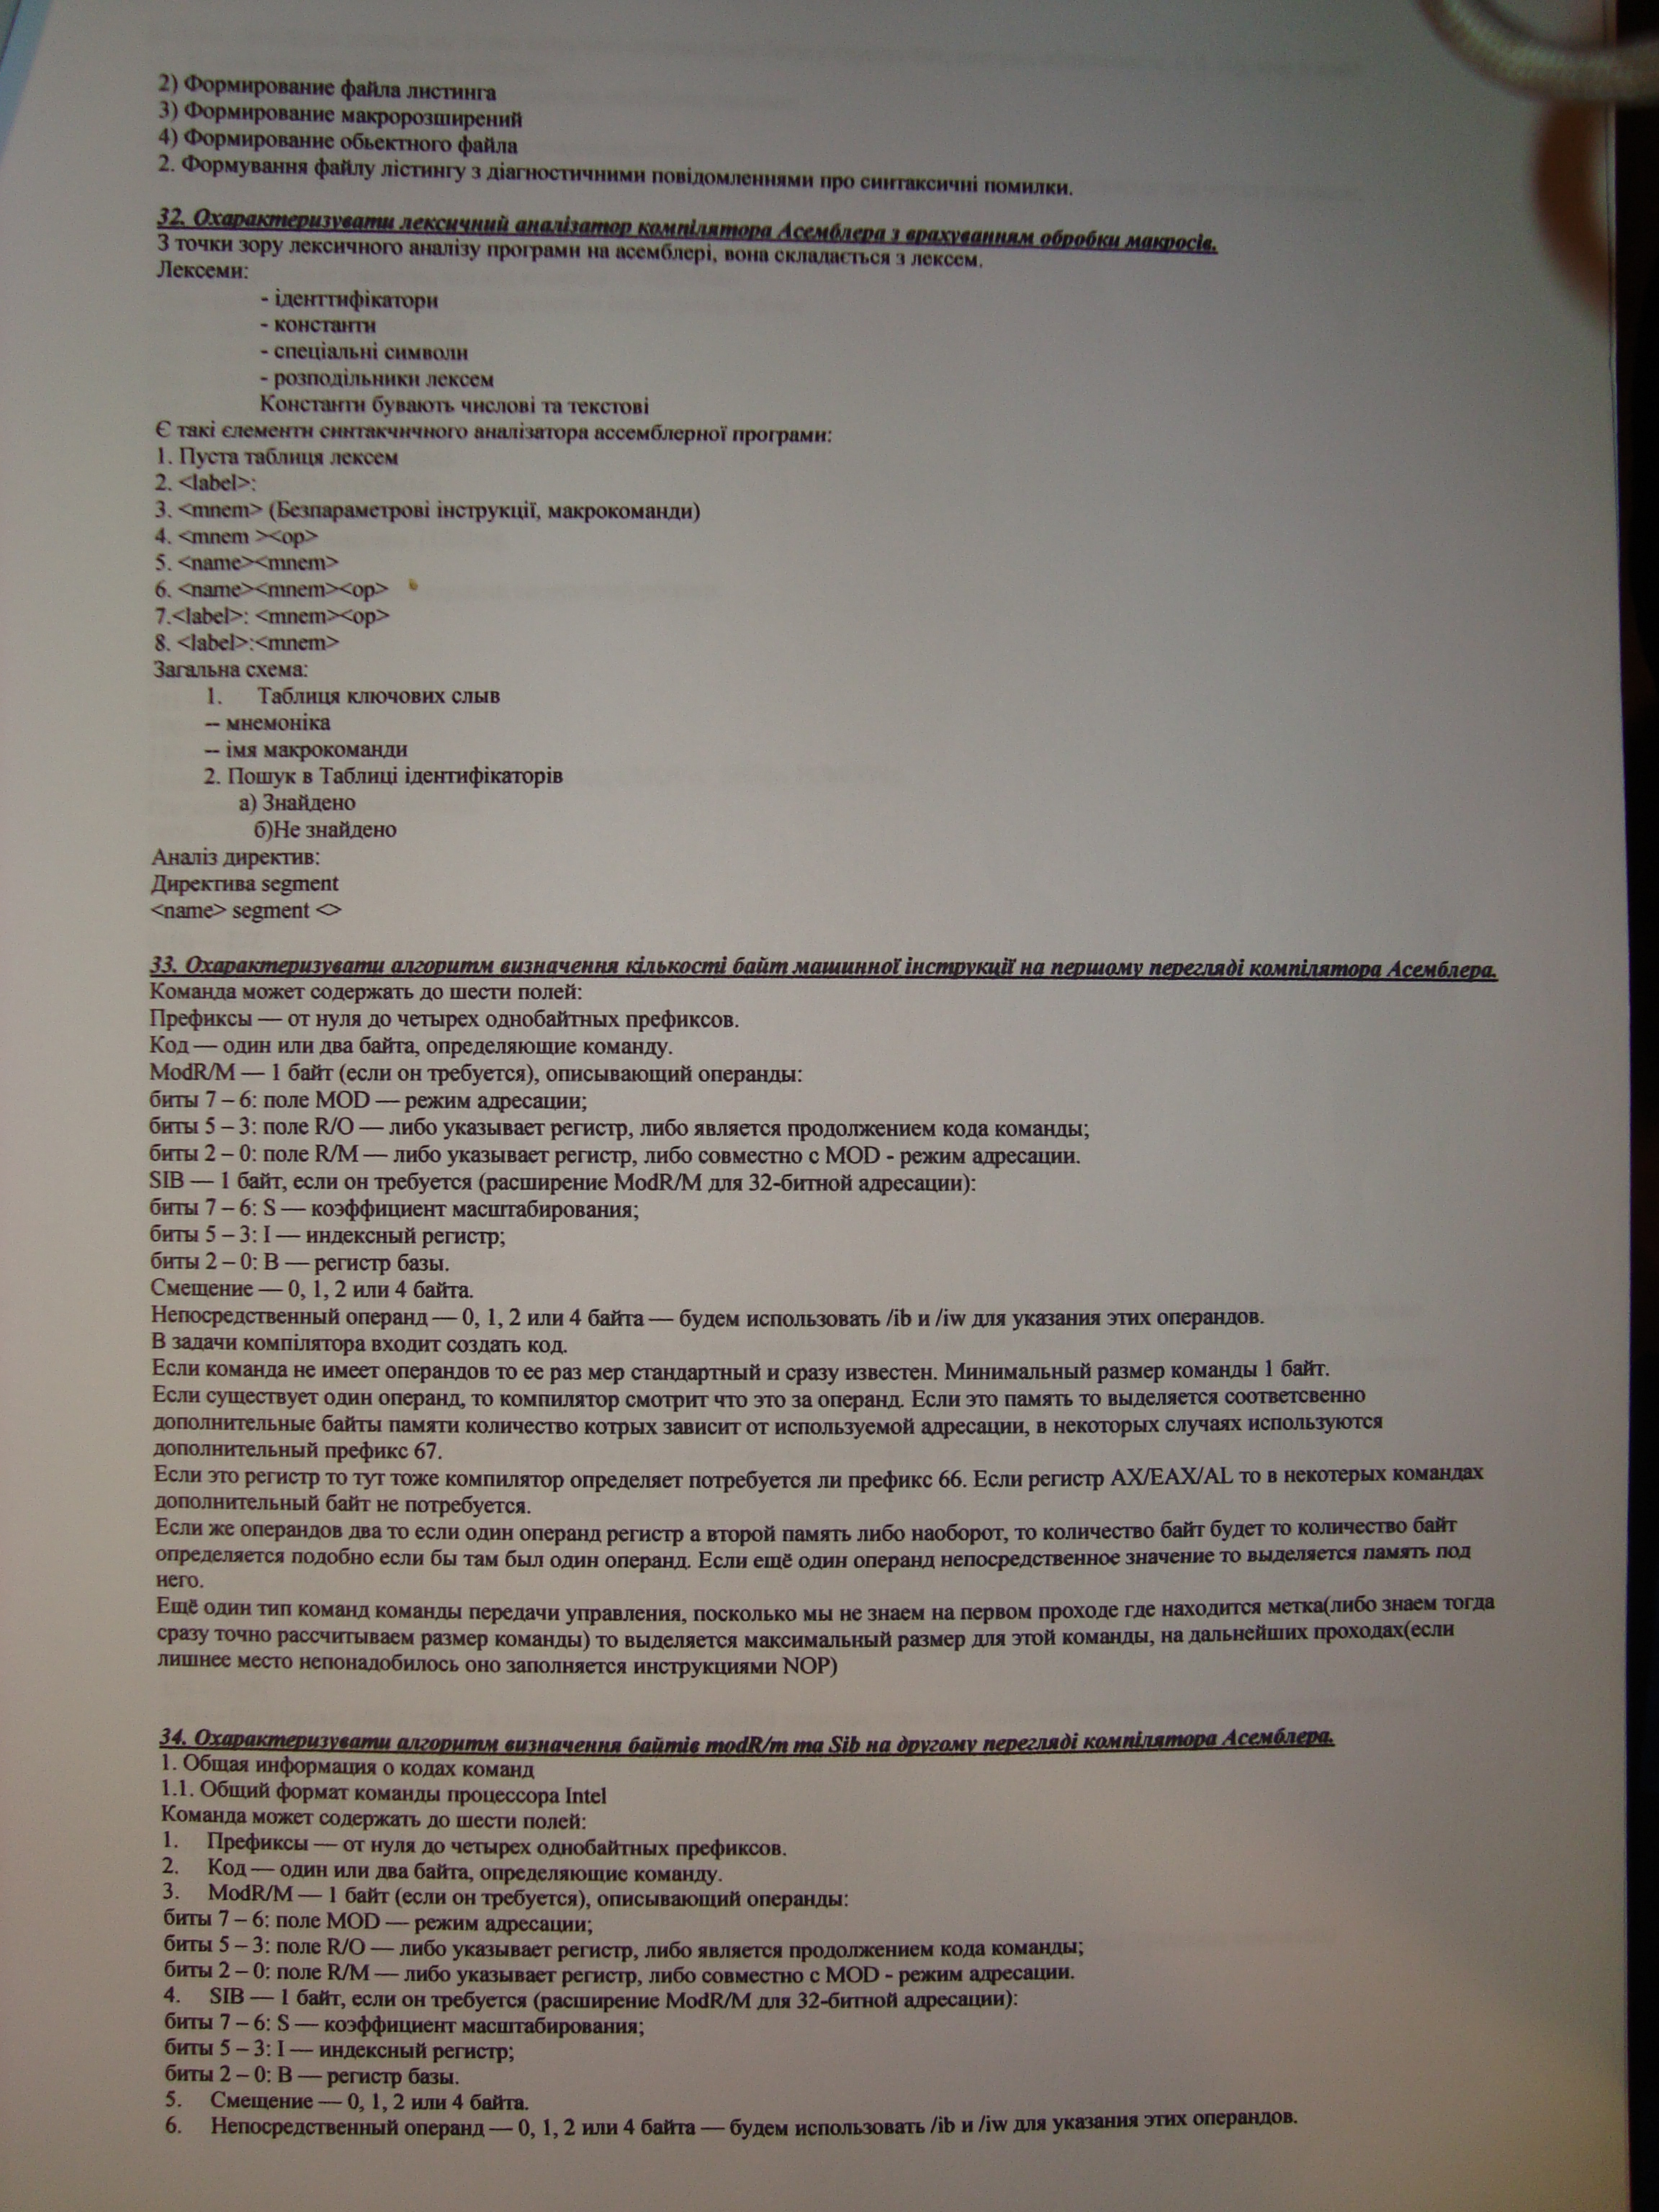 2) Формирование файла листинга
3) Формирование макророзширений
4) Формирование обьектного файла
2. Формування файлу лістингу з діагностичними повідомленнями про синтаксичні помилки.
32. Охарактеризувати лексичний аналізатор компілятора Асемблера з врахуванням обробки макросів.
З точки зору лексичного аналізу програми на асемблері, вона складається з лексем.
Лексеми:
- іденттифікатори
- константи
- спеціальні символи
- розподільники лексем
Константи бувають числові та текстові
Є такі єлементи синтакчичного аналізатора ассемблерної програми:
1. Пуста таблиця лексем
2. <label>:
3. <mnem> (Безпараметрові інструкції, макрокоманди)
4. <mnem ><op>
5. <name><mnem>
6. <name><mnem><op>
7.<label>: <mnem><op>
8. <label>:<mnem>
Загальна схема:
1. Таблиця ключових слыв
-- мнемоніка
-- імя макрокоманди
2. Пошук в Таблиці ідентифікаторів
а) Знайдено
б)Не знайдено
Аналіз директив:
Директива segment
<name> segment <>
33. Охарактеризувати алгоритм визначення кількості байт машинної інструкції на першому перегляді компілятора Асемблера.
Команда может содержать до шести полей:
Префиксы — от нуля до четырех однобайтных префиксов.
Код — один или два байта, определяющие команду.
ModR/M — 1 байт (если он требуется), описывающий операнды:
биты 7 – 6: поле MOD — режим адресации;
биты 5 – 3: поле R/O — либо указывает регистр, либо является продолжением кода команды;
биты 2 – 0: поле R/M — либо указывает регистр, либо совместно с MOD - режим адресации.
SIB — 1 байт, если он требуется (расширение ModR/M для 32-битной адресации):
биты 7 – 6: S — коэффициент масштабирования;
биты 5 – 3: I — индексный регистр;
биты 2 – 0: B — регистр базы.
Смещение — 0, 1, 2 или 4 байта.
Непосредственный операнд — 0, 1, 2 или 4 байта — будем использовать /ib и /iw для указания этих операндов.
В задачи компілятора входит создать код.
Если команда не имеет операндов то ее раз мер стандартный и сразу известен. Минимальный размер команды 1 байт.
Если существует один операнд, то компилятор смотрит что это за операнд. Если это память то выделяется соответсвенно
дополнительные байты памяти количество котрых зависит от используемой адресации, в некоторых случаях используются
дополнительный префикс 67.
Если это регистр то тут тоже компилятор определяет потребуется ли префикс 66. Если регистр AX/EAX/AL то в некотерых командах
дополнительный байт не потребуется.
Если же операндов два то если один операнд регистр а второй память либо наоборот, то количество байт будет то количество байт
определяется подобно если бы там был один операнд. Если ещё один операнд непосредственное значение то выделяется память под
него.
Ещё один тип команд команды передачи управления, посколько мы не знаем на первом проходе где находится метка(либо знаем тогда
сразу точно рассчитываем размер команды) то выделяется максимальный размер для этой команды, на дальнейших проходах(если
лишнее место непонадобилось оно заполняется инструкциями NOP)
34. Охарактеризувати алгоритм визначення байтів modR/m та Sib на другому перегляді компілятора Асемблера.
1. Общая информация о кодах команд
1.1. Общий формат команды процессора Intel
Команда может содержать до шести полей:
1. Префиксы — от нуля до четырех однобайтных префиксов.
2. Код — один или два байта, определяющие команду.
3. ModR/M — 1 байт (если он требуется), описывающий операнды:
биты 7 – 6: поле MOD — режим адресации;
биты 5 – 3: поле R/O — либо указывает регистр, либо является продолжением кода команды;
биты 2 – 0: поле R/M — либо указывает регистр, либо совместно с MOD - режим адресации.
4. SIB — 1 байт, если он требуется (расширение ModR/M для 32-битной адресации):
биты 7 – 6: S — коэффициент масштабирования;
биты 5 – 3: I — индексный регистр;
биты 2 – 0: B — регистр базы.
5. Смещение — 0, 1, 2 или 4 байта.
6. Непосредственный операнд — 0, 1, 2 или 4 байта — будем использовать /ib и /iw для указания этих операндов.